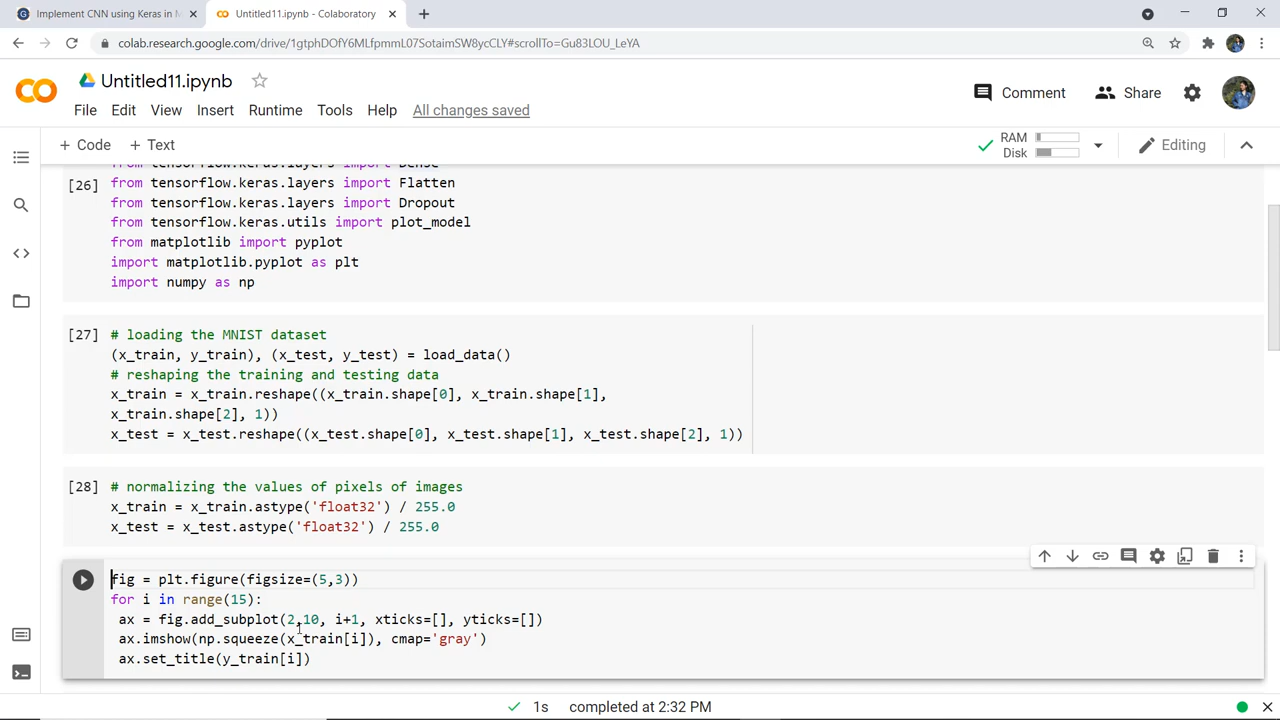 Implement CNN using Keras in M
Untitled11.ipynb - Colaboratory
colab.research.google.com/drive/1gtphDOfY6MLfpmmL07SotaimSW8ycCLY#scrollTo=Gu83LOU_LeYA
Untitled11.ipynb
Comment
Share
File Edit View Insert Runtime Tools Help All changes saved
+ Code + Text
RAM
Disk
Editing
from tensorflow.keras.layers import Dense
[26] from tensorflow.keras.layers import Flatten
from tensorflow.keras.layers import Dropout
from tensorflow.keras.utils import plot_model
from matplotlib import pyplot
import matplotlib.pyplot as plt
import numpy as np
[27] # loading the MNIST dataset
(x_train, y_train), (x_test, y_test) = load_data()
# reshaping the training and testing data
x_train = x_train.reshape((x_train.shape[0], x_train.shape[1],
x_train.shape[2], 1))
x_test = x_test.reshape((x_test.shape[0], x_test.shape[1], x_test.shape[2], 1))
[28] # normalizing the values of pixels of images
x_train = x_train.astype('float32') / 255.0
x_test = x_test.astype('float32') / 255.0
fig = plt.figure(figsize=(5,3))
for i in range(15):
ax = fig.add_subplot(2,10, i+1, xticks=[], yticks=[])
ax.imshow(np.squeeze(x_train[i]), cmap='gray')
ax.set_title(y_train[i])
1s completed at 2:32 PM